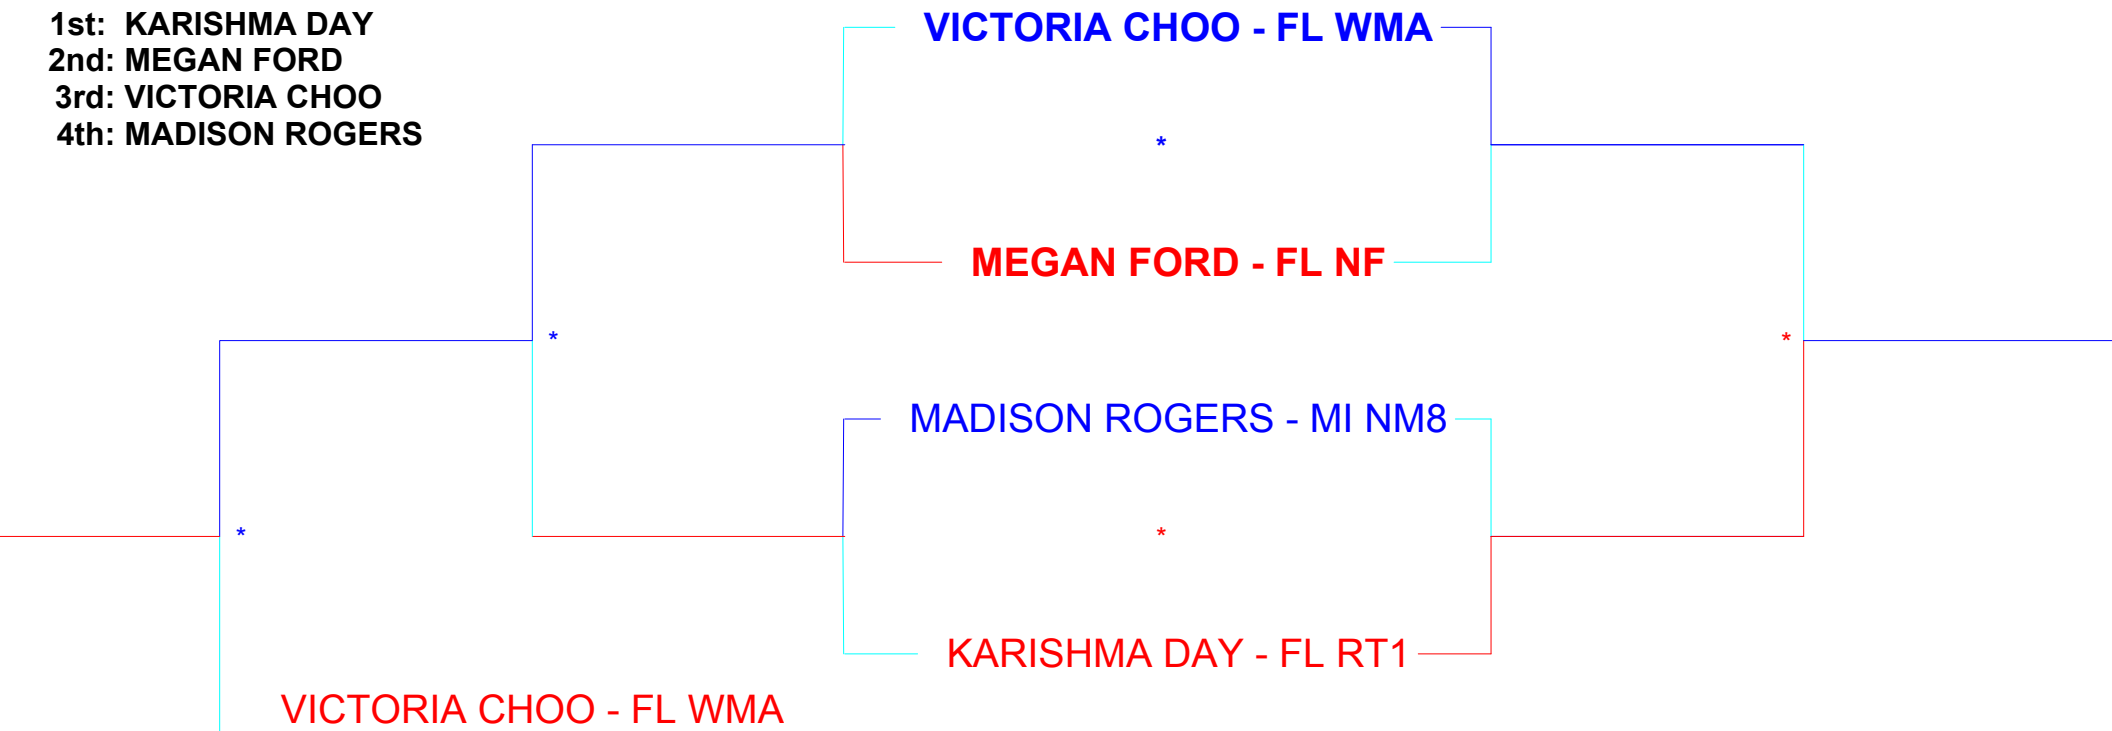 1st: KARISHMA DAY
2nd: MEGAN FORD
3rd: VICTORIA CHOO
4th: MADISON ROGERS
VICTORIA CHOO - FL WMA
*
MEGAN FORD - FL NF
*
*
MADISON ROGERS - MI NM8
*
*
KARISHMA DAY - FL RT1
VICTORIA CHOO - FL WMA